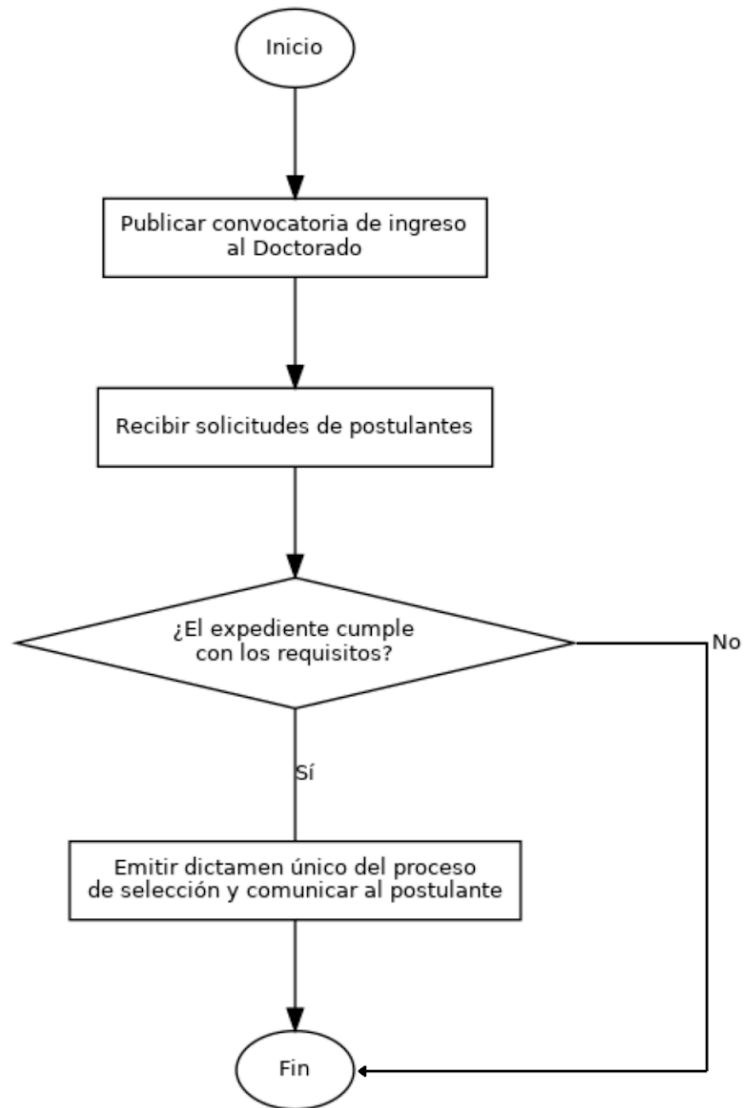 Inicio
Publicar convocatoria de ingreso
al Doctorado
Recibir solicitudes de postulantes
¿El expediente cumple
con los requisitos?
No
Sí
Emitir dictamen único del proceso
de selección y comunicar al postulante
Fin